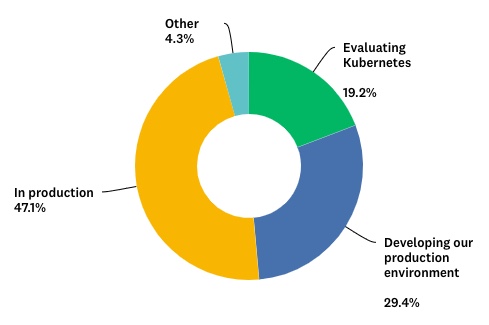 Other
4.3%
Evaluating
Kubernetes
19.2%
In production
47.1%
Developing our
production
environment
29.4%